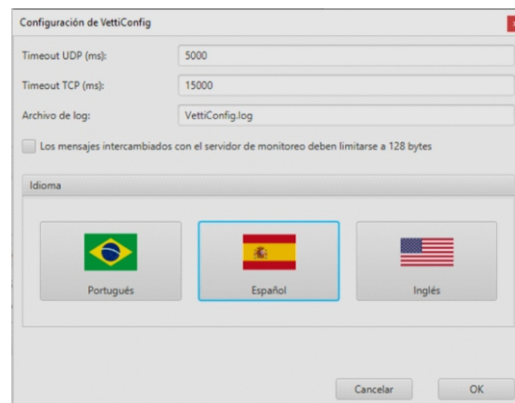 Configuración de VettiConfig
Timeout UDP (ms): 5000
Timeout TCP (ms): 15000
Archivo de log: VettiConfig.log
Los mensajes intercambiados con el servidor de monitoreo deben limitarse a 128 bytes
Idioma
Portugués Español Inglés
Cancelar OK